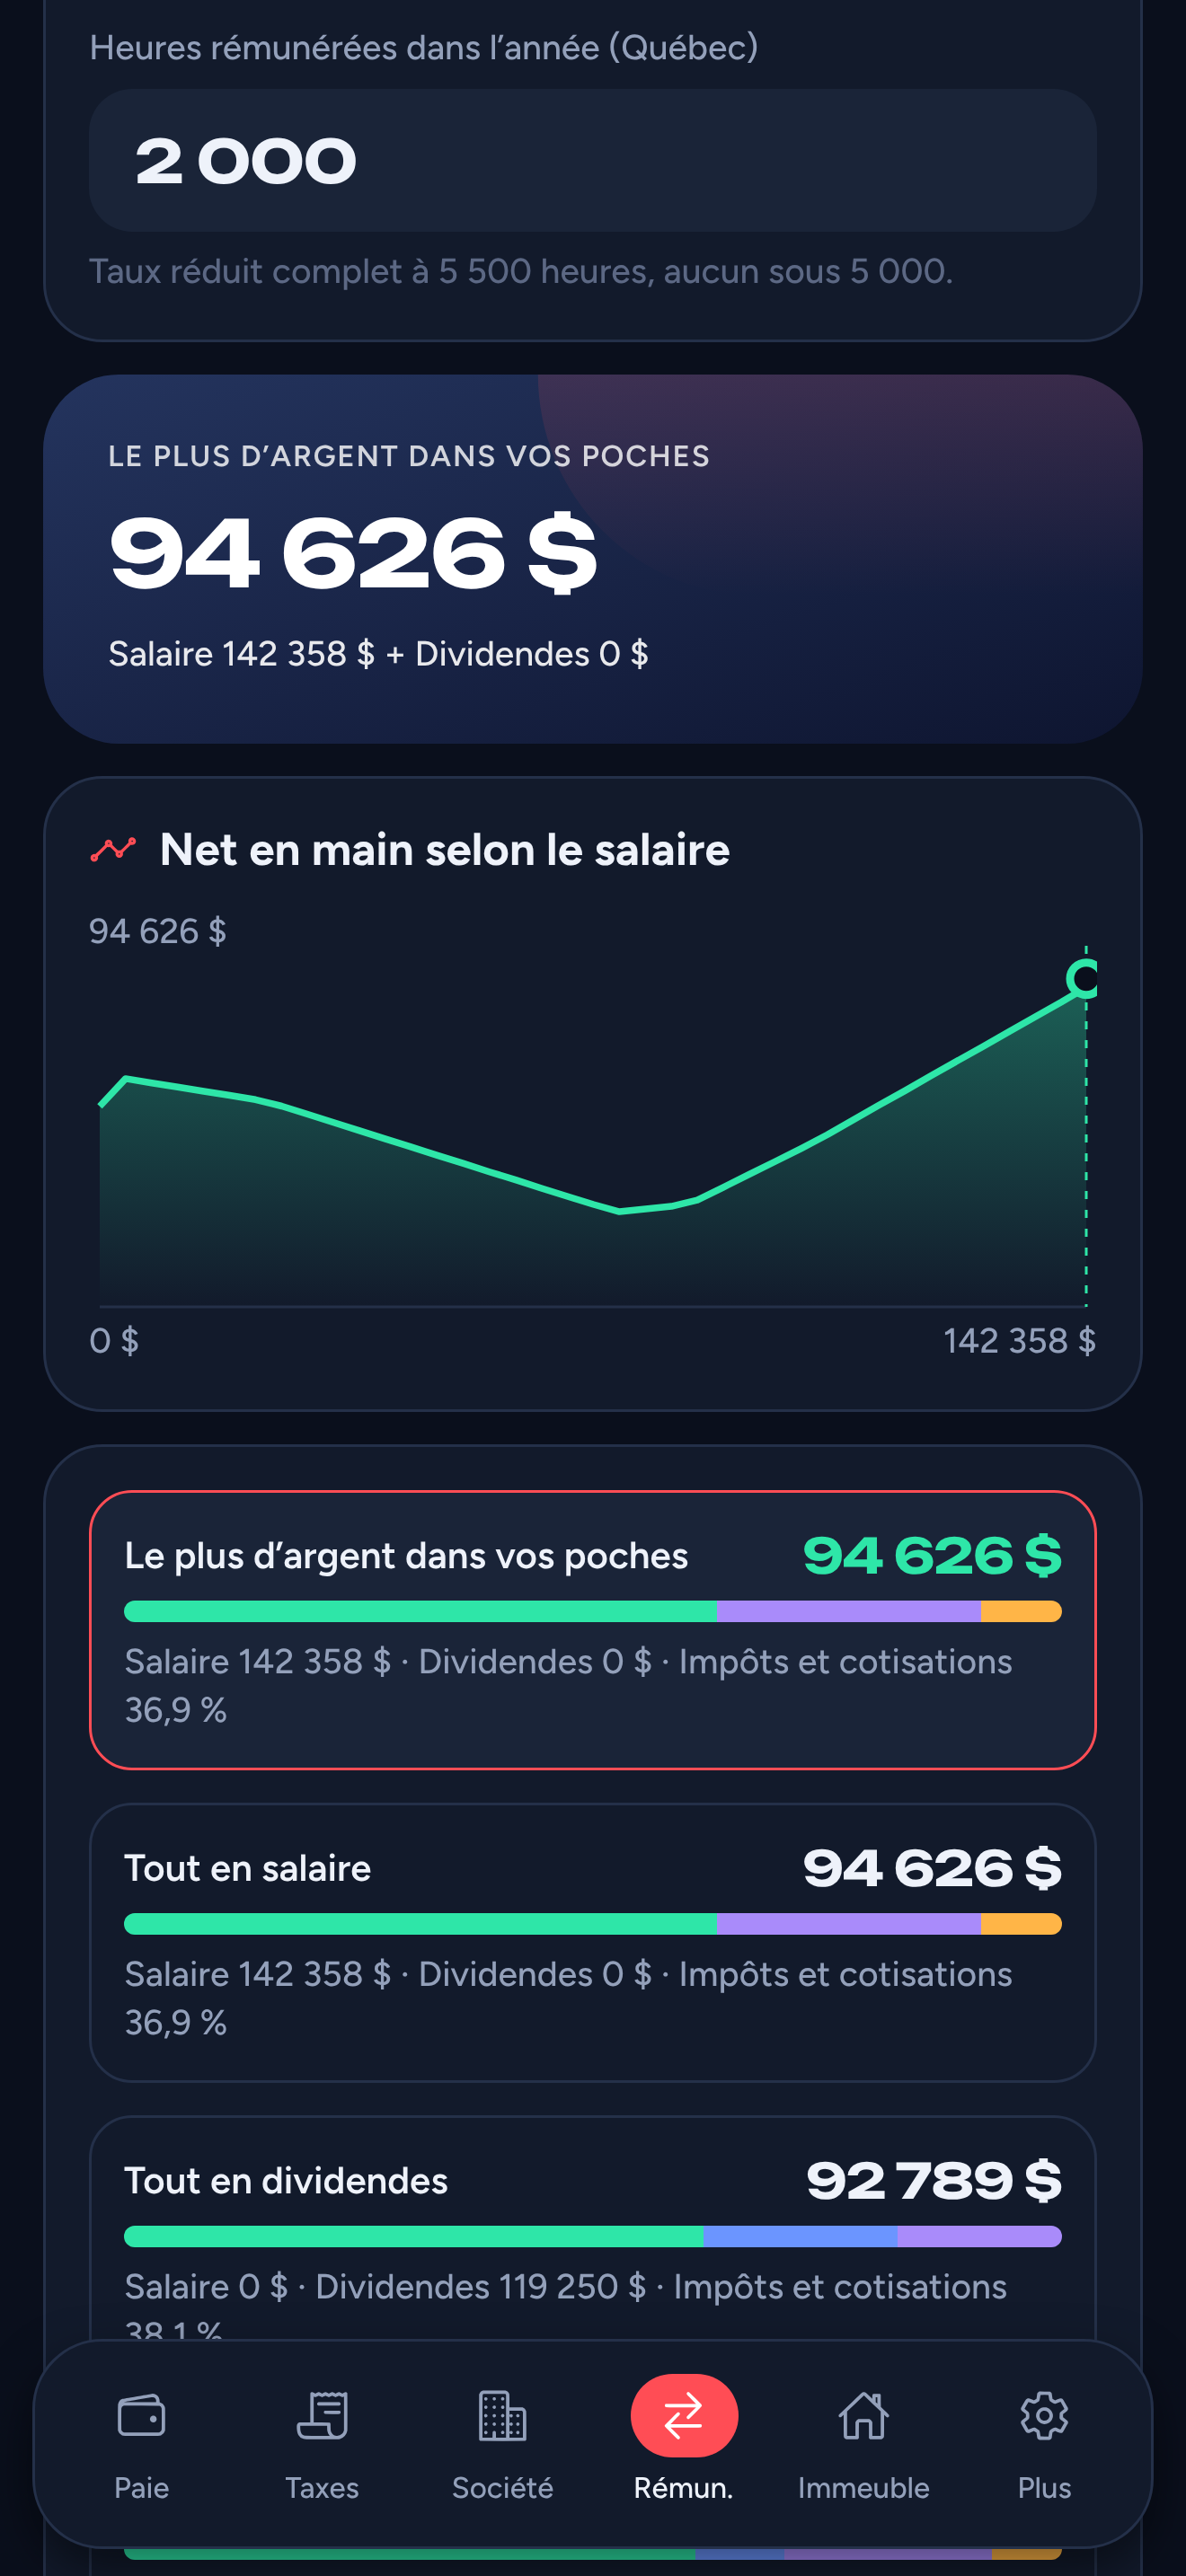 Heures rémunérées dans l’année (Québec)
2 000
Taux réduit complet à 5 500 heures, aucun sous 5 000.
LE PLUS D’ARGENT DANS VOS POCHES
94 626 $
Salaire 142 358 $ + Dividendes 0 $
Net en main selon le salaire
94 626 $
0 $
142 358 $
Le plus d’argent dans vos poches
94 626 $
Salaire 142 358 $ · Dividendes 0 $ · Impôts et cotisations
36,9 %
Tout en salaire
94 626 $
Salaire 142 358 $ · Dividendes 0 $ · Impôts et cotisations
36,9 %
Tout en dividendes
92 789 $
Salaire 0 $ · Dividendes 119 250 $ · Impôts et cotisations
38,1 %
Paie
Taxes
Société
Rémun.
Immeuble
Plus